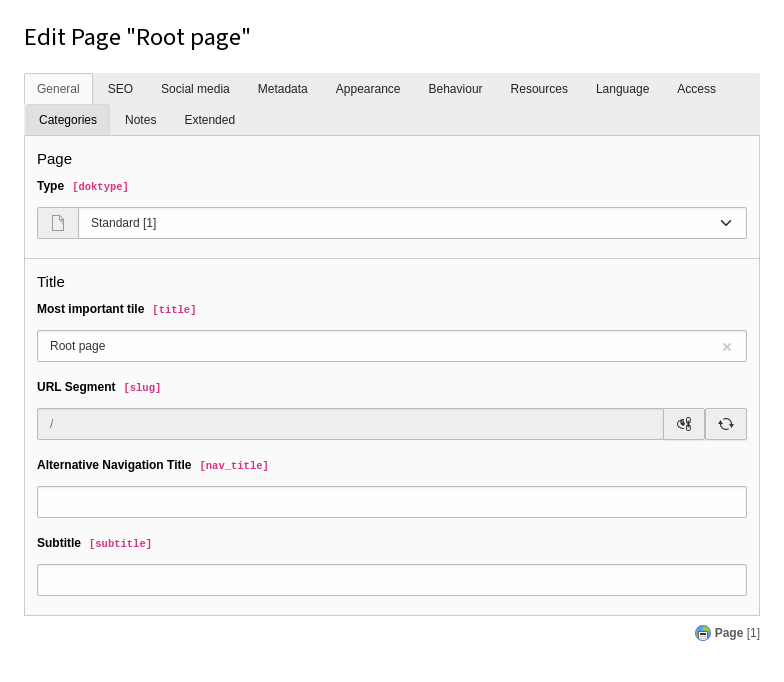 Edit Page "Root page"
General SEO Social media Metadata Appearance Behaviour Resources Language Access
Categories Notes Extended
Page
Type [doktype]
Standard [1]
Title
Most important tile [title]
Root page
URL Segment [slug]
/
Alternative Navigation Title [nav_title]
Subtitle [subtitle]
Page [1]